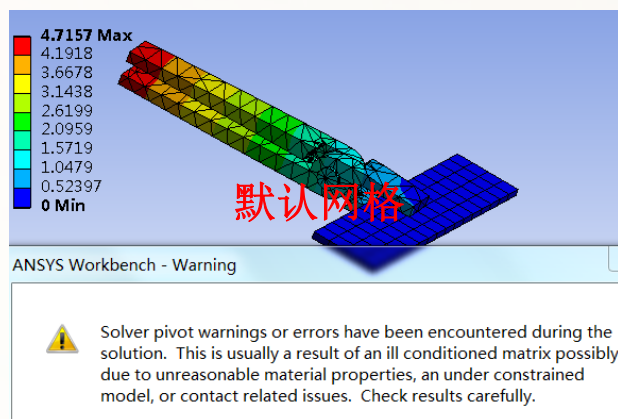 4.7157 Max
4.1918
3.6678
3.1438
2.6199
2.0959
1.5719
1.0479
0.52397
0 Min
默认网格
ANSYS Workbench - Warning
Solver pivot warnings or errors have been encountered during the
solution. This is usually a result of an ill conditioned matrix possibly
due to unreasonable material properties, an under constrained
model, or contact related issues. Check results carefully.